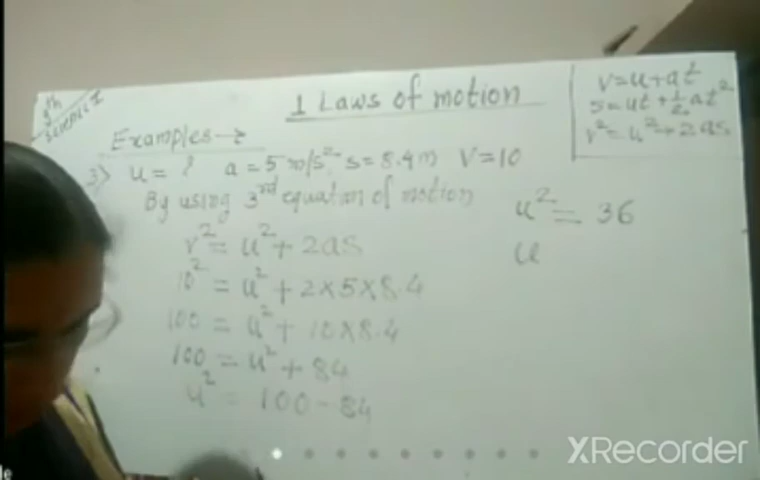 9th
Science I
1 Laws of motion
v=u+at
s=ut+½at²
v²=u²+2as
Examples→
3) u = ? a = 5 m/s² s = 8.4m V = 10
By using 3rd equation of motion
v² = u² + 2as
10² = u² + 2×5×8.4
100 = u² + 10×8.4
100 = u² + 84
u² = 100 - 84
u² = 36
u
XRecorder